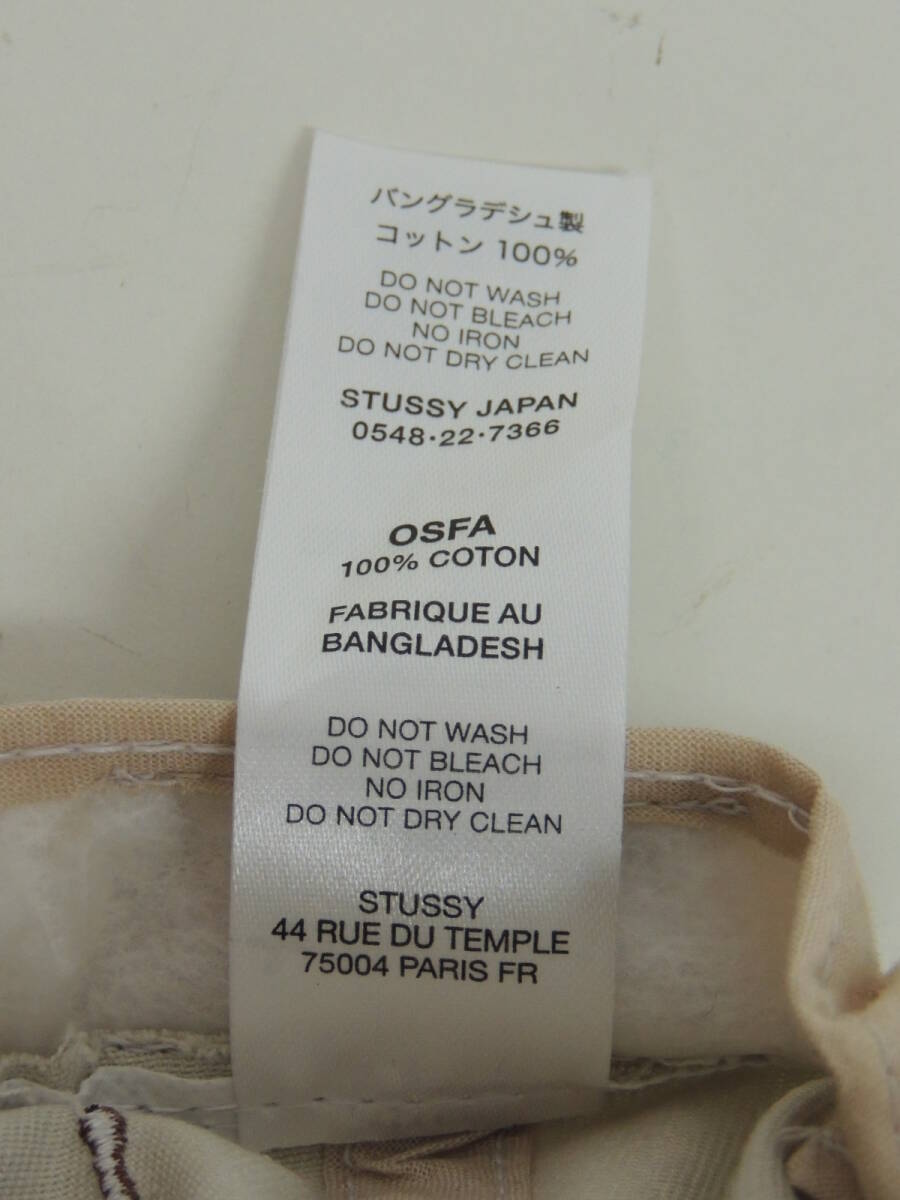 バングラデシュ製
コットン 100%
DO NOT WASH
DO NOT BLEACH
NO IRON
DO NOT DRY CLEAN
STUSSY JAPAN
0548·22·7366
OSFA
100% COTON
FABRIQUE AU
BANGLADESH
DO NOT WASH
DO NOT BLEACH
NO IRON
DO NOT DRY CLEAN
STUSSY
44 RUE DU TEMPLE
75004 PARIS FR